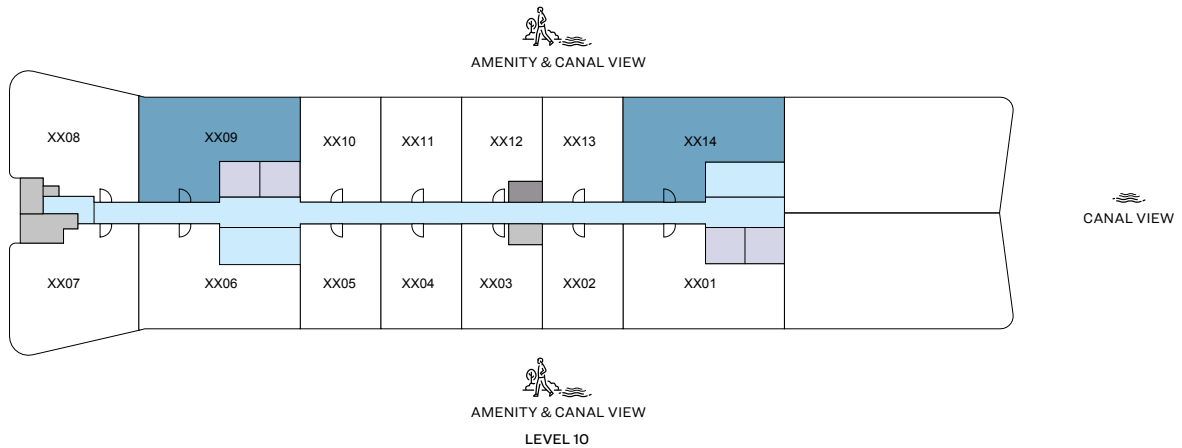 AMENITY & CANAL VIEW
XX08
XX09
XX10
XX11
XX12
XX13
XX14
CANAL VIEW
XX07
XX06
XX05
XX04
XX03
XX02
XX01
AMENITY & CANAL VIEW
LEVEL 10